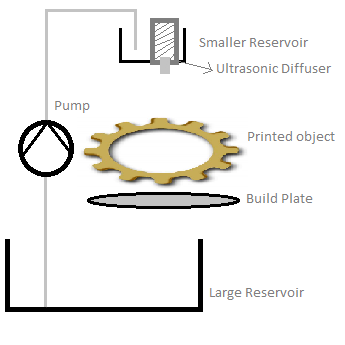 Smaller Reservoir
Ultrasonic Diffuser
Pump
Printed object
Build Plate
Large Reservoir